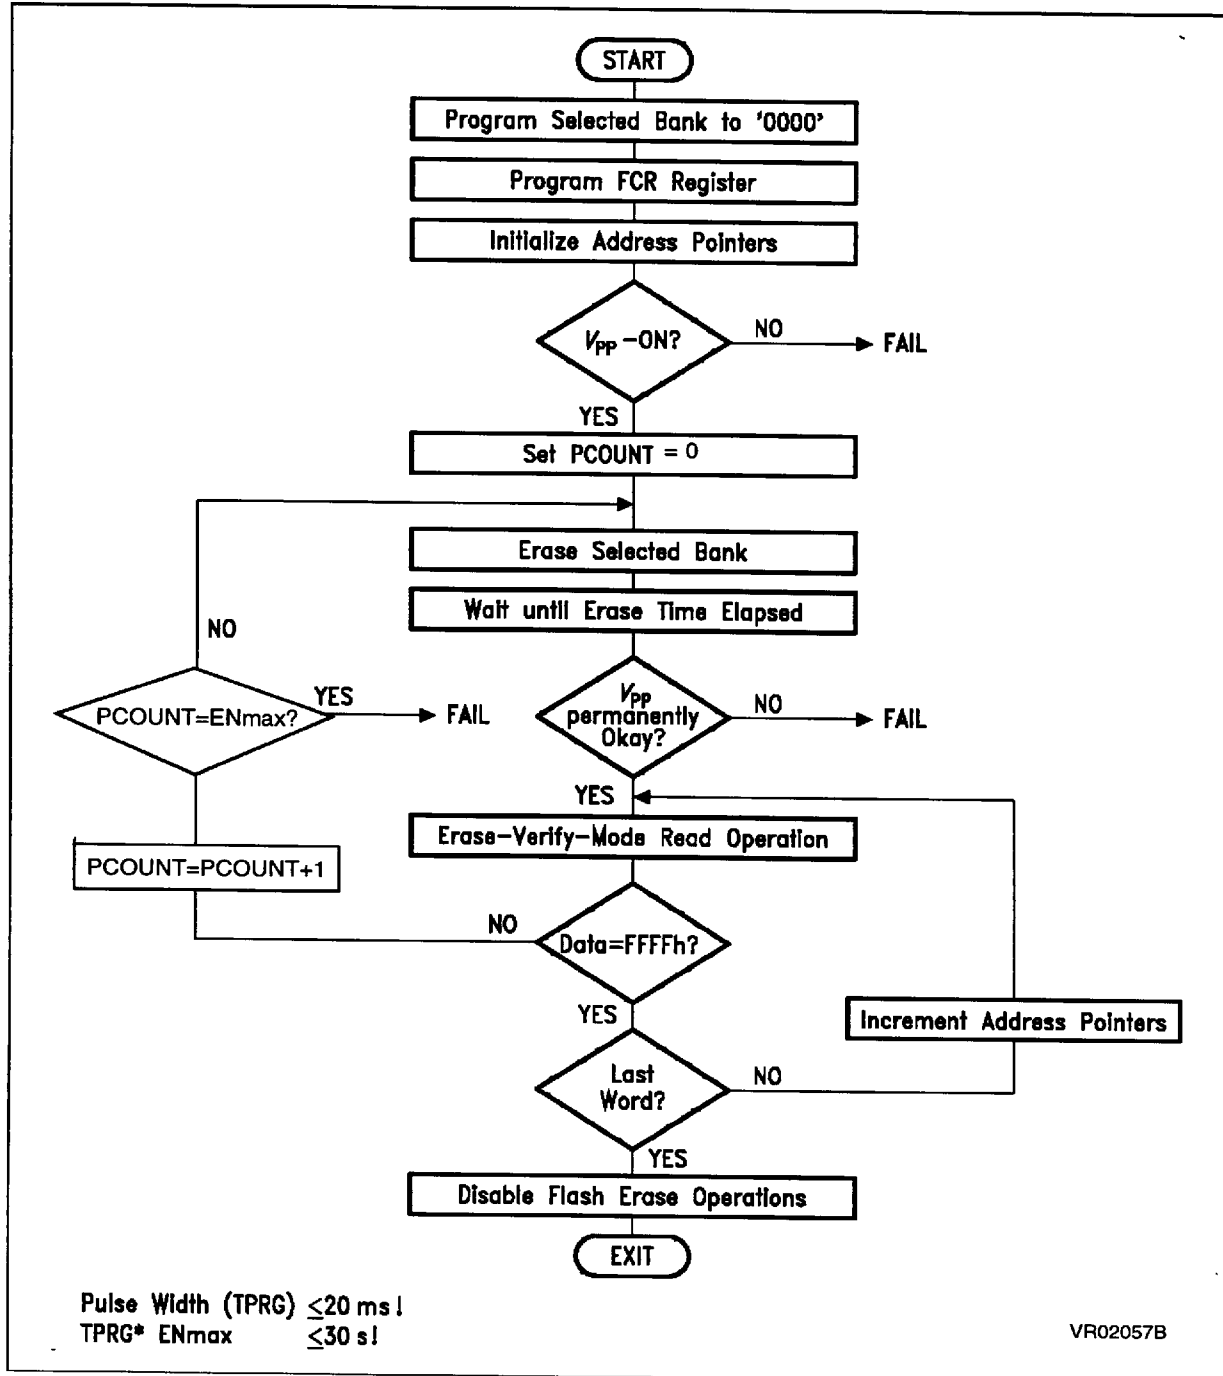 START
Program Selected Bank to '0000'
Program FCR Register
Initialize Address Pointers
VPP -ON?
NO
FAIL
YES
Set PCOUNT = 0
Erase Selected Bank
Wait until Erase Time Elapsed
NO
PCOUNT=ENmax?
YES
FAIL
VPP
permanently
Okay?
NO
FAIL
YES
Erase-Verify-Mode Read Operation
PCOUNT=PCOUNT+1
NO
Data=FFFFh?
YES
Increment Address Pointers
Last
Word?
NO
YES
Disable Flash Erase Operations
EXIT
Pulse Width (TPRG) ≤20 ms!
TPRG* ENmax ≤30 s!
VR02057B